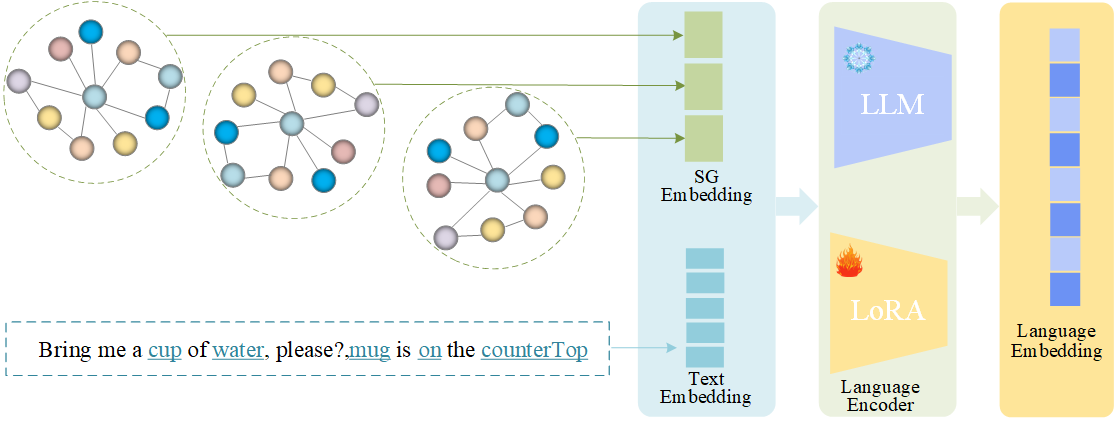 SG
Embedding
Bring me a cup of water, please?,mug is on the counterTop
Text
Embedding
LLM
LoRA
Language
Encoder
Language
Embedding